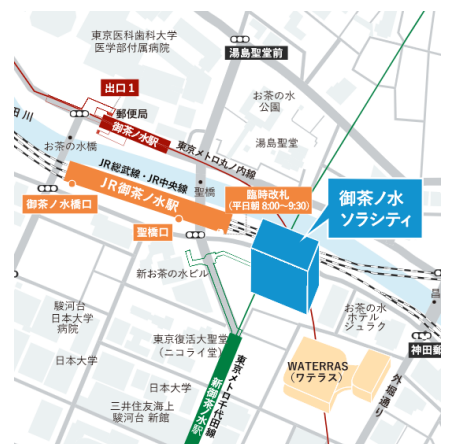 東京医科歯科大学
医学部付属病院
湯島聖堂前
出口1
郵便局
御茶ノ水駅
お茶の水
公園
湯島聖堂
田川
お茶の水橋
東京メトロ丸ノ内線
JR総武線・JR中央線
JR御茶ノ水駅
聖橋
臨時改札
(平日朝 8:00〜9:30)
御茶ノ水
ソラシティ
御茶ノ水橋口
聖橋口
新お茶の水ビル
昌
お茶の水
ホテル
ジュラク
神田郵
駿河台
日本大学
病院
東京復活大聖堂
(ニコライ堂)
日本大学
日本大学
三井住友海上
駿河台 新館
東京メトロ千代田線
新御茶ノ水駅
WATERRAS
(ワテラス)
外堀通り